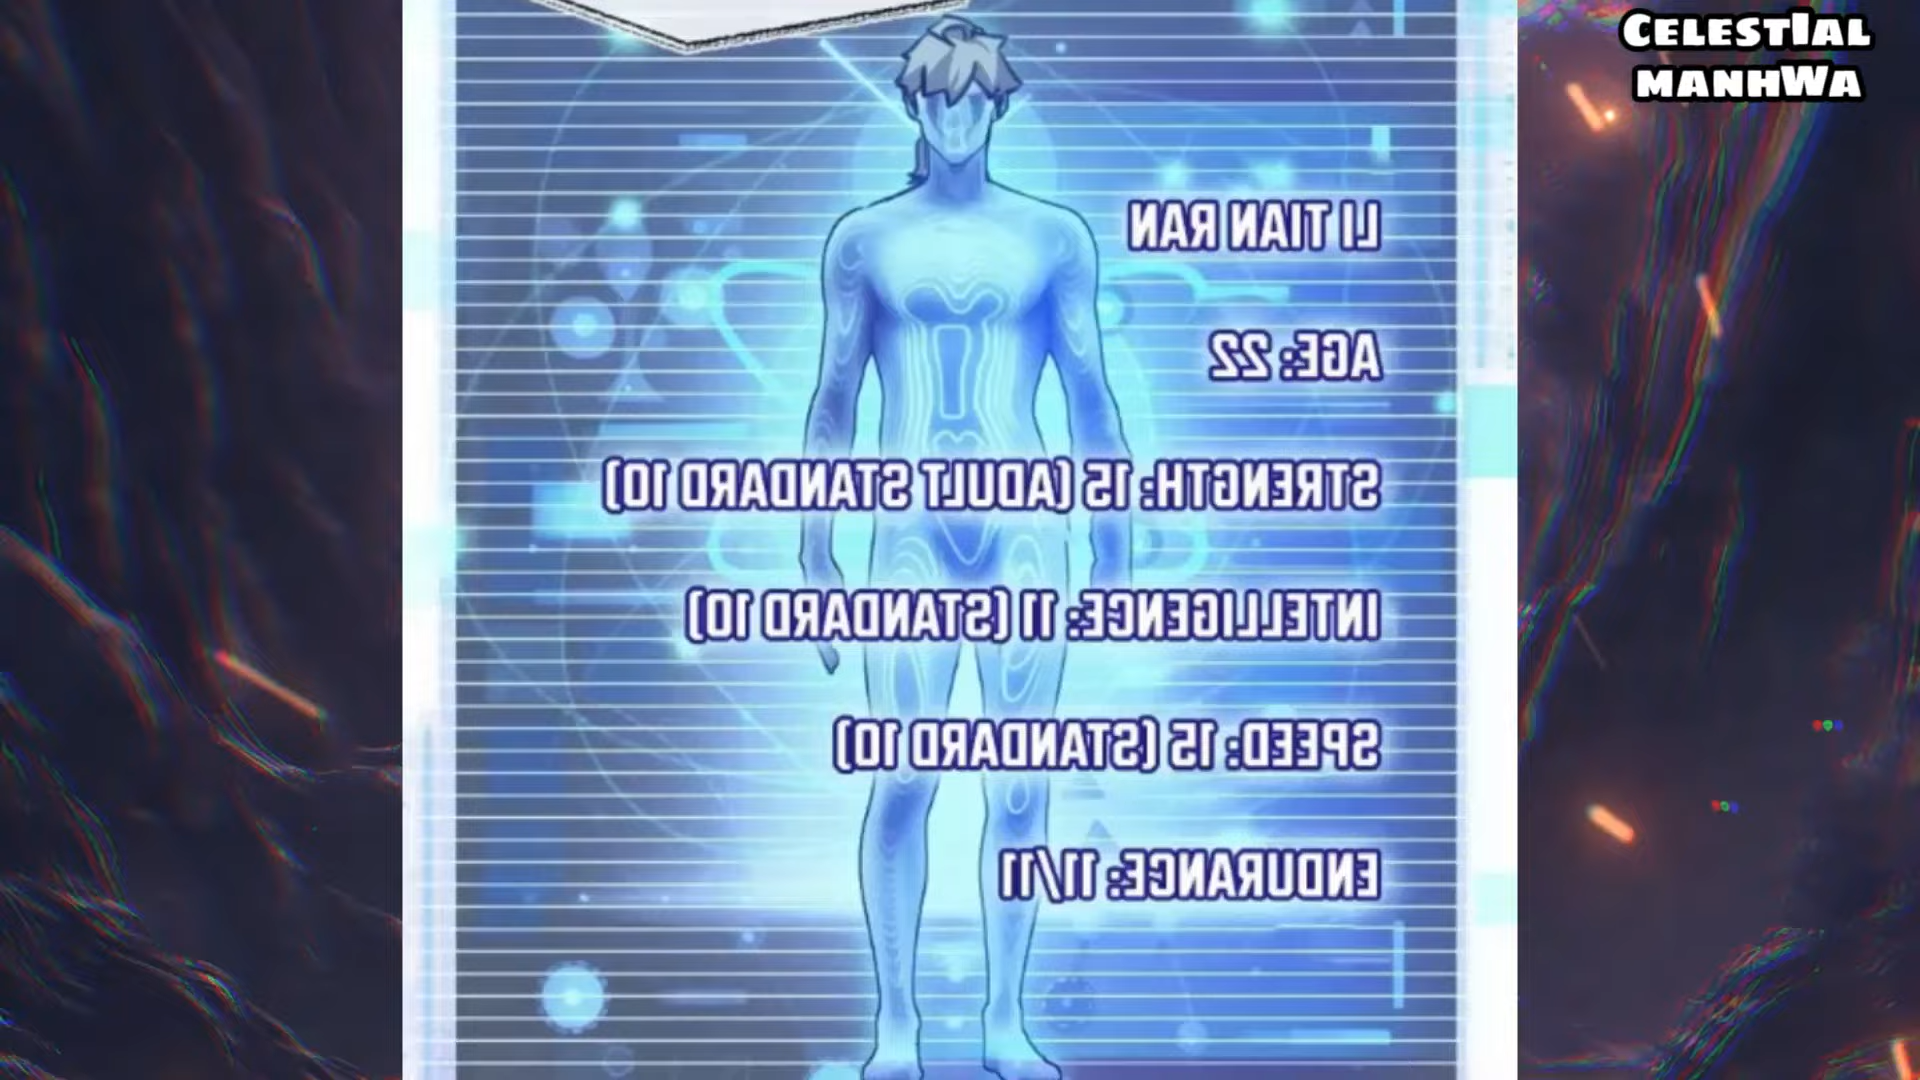 CELESTIAL
MANHWA
LI TIAN RAN
AGE: 22
STRENGTH: 15 (ADULT STANDARD 10)
INTELLIGENCE: 11 (STANDARD 10)
SPEED: 15 (STANDARD 10)
ENDURANCE: 11/11